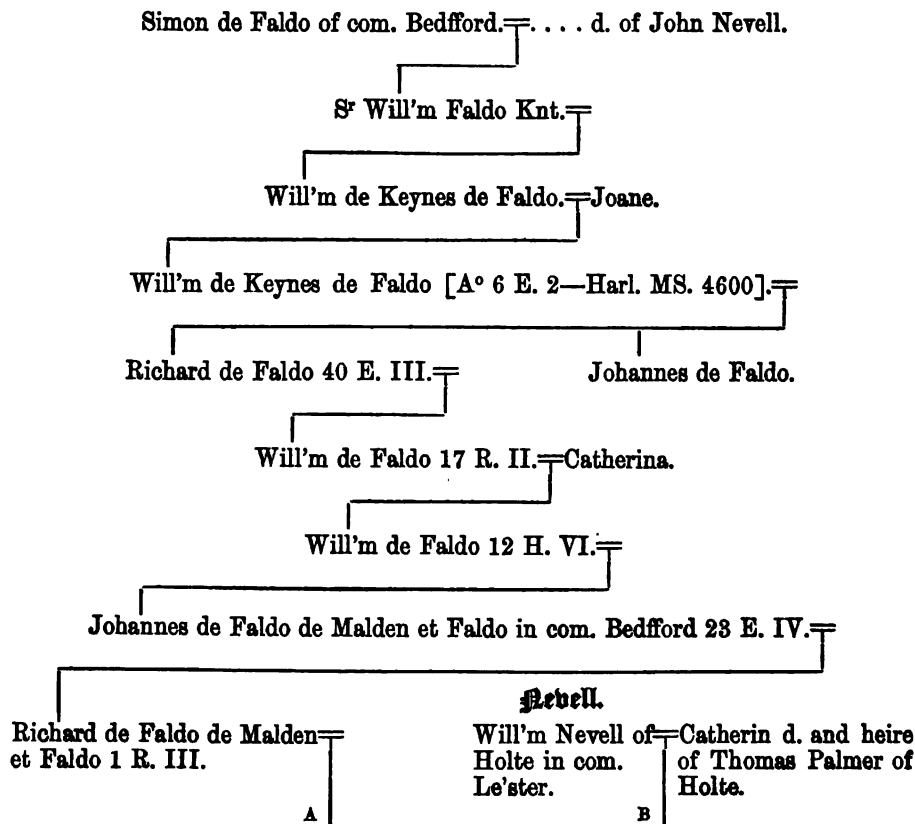 Simon de Faldo of com. Bedfford.=. . . . d. of John Nevell.
Sr Will'm Faldo Knt.=
Will'm de Keynes de Faldo.=Joane.
Will'm de Keynes de Faldo [Ao 6 E. 2—Harl. MS. 4600].=
Richard de Faldo 40 E. III.=
Johannes de Faldo.
Will'm de Faldo 17 R. II.=Catherina.
Will'm de Faldo 12 H. VI.=
Johannes de Faldo de Malden et Faldo in com. Bedfford 23 E. IV.=
Richard de Faldo de Malden=
et Faldo 1 R. III.
A
Nevell.
Will'm Nevell of=Catherin d. and heire
Holte in com. of Thomas Palmer of
Le'ster. Holte.
B